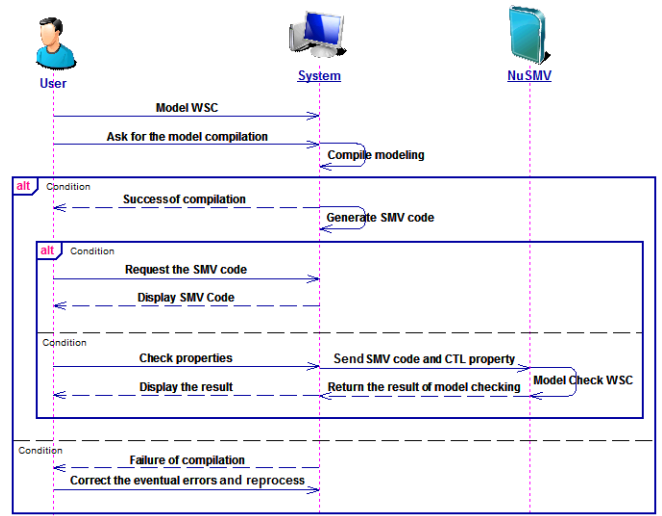 User
System
NuSMV
Model WSC
Ask for the model compilation
Compile modeling
alt
Condition
Successof compilation
Generate SMV code
alt
Condition
Request the SMV code
Display SMV Code
Condition
Check properties
Send SMV code and CTL property
Model Check WSC
Display the result
Return the result of model checking
Condition
Failure of compilation
Correct the eventual errors and reprocess